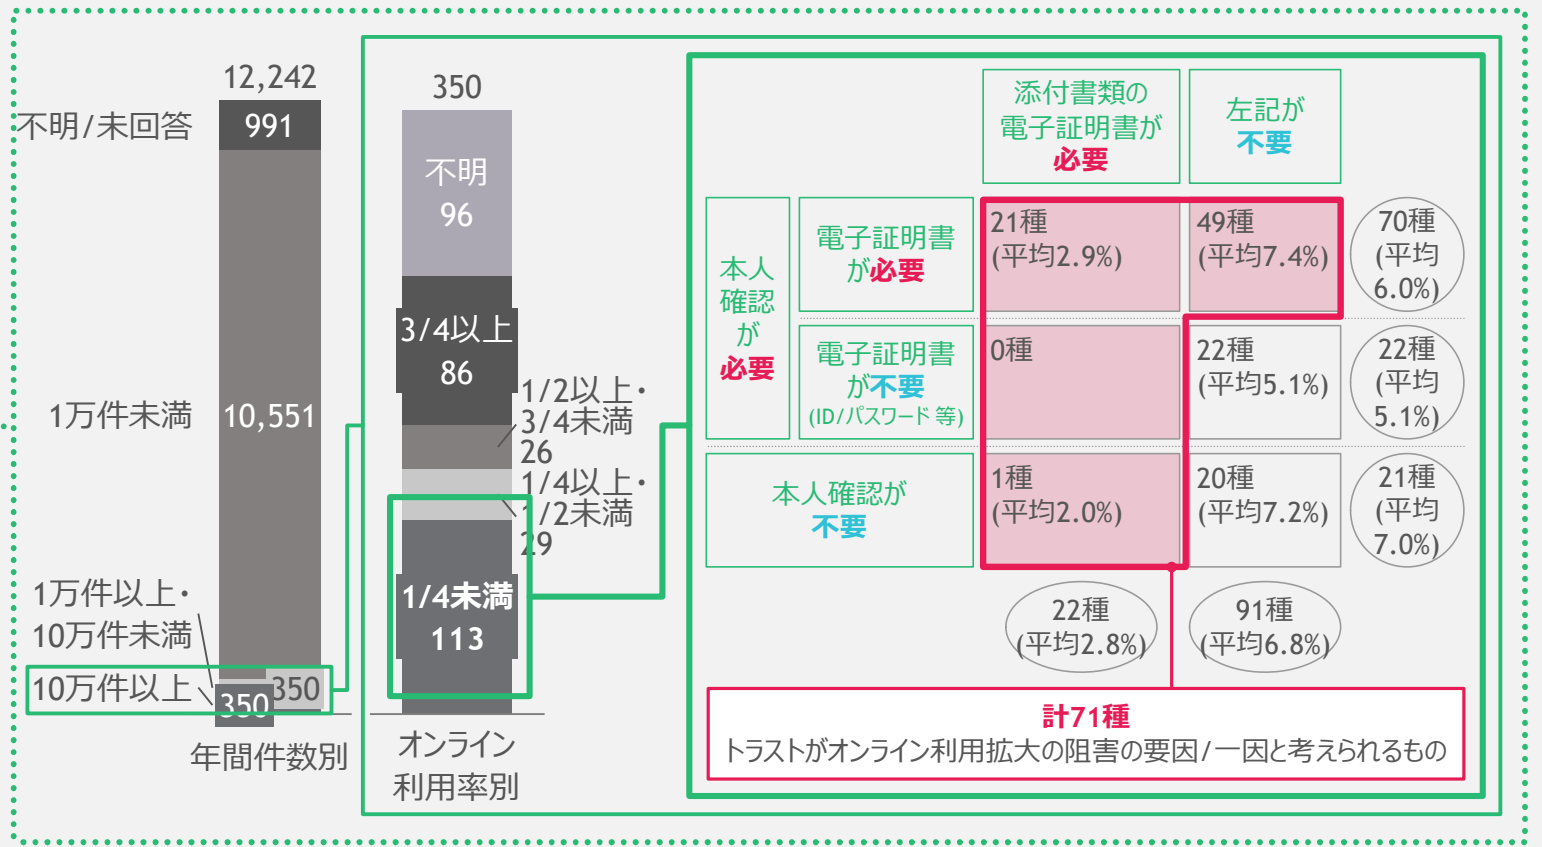 12,242
不明/未回答
991
1万件未満
10,551
1万件以上・
10万件未満
10万件以上
350
350
年間件数別
350
不明
96
3/4以上
86
1/2以上・
3/4未満
26
1/4以上・
1/2未満
29
1/4未満
113
オンライン
利用率別
添付書類の
電子証明書が
必要
左記が
不要
本人
確認
が
必要
電子証明書
が必要
21種
(平均2.9%)
49種
(平均7.4%)
70種
(平均
6.0%)
電子証明書
が不要
(ID/パスワード 等)
0種
22種
(平均5.1%)
22種
(平均
5.1%)
本人確認が
不要
1種
(平均2.0%)
20種
(平均7.2%)
21種
(平均
7.0%)
22種
(平均2.8%)
91種
(平均6.8%)
計71種
トラストがオンライン利用拡大の阻害の要因/一因と考えられるもの